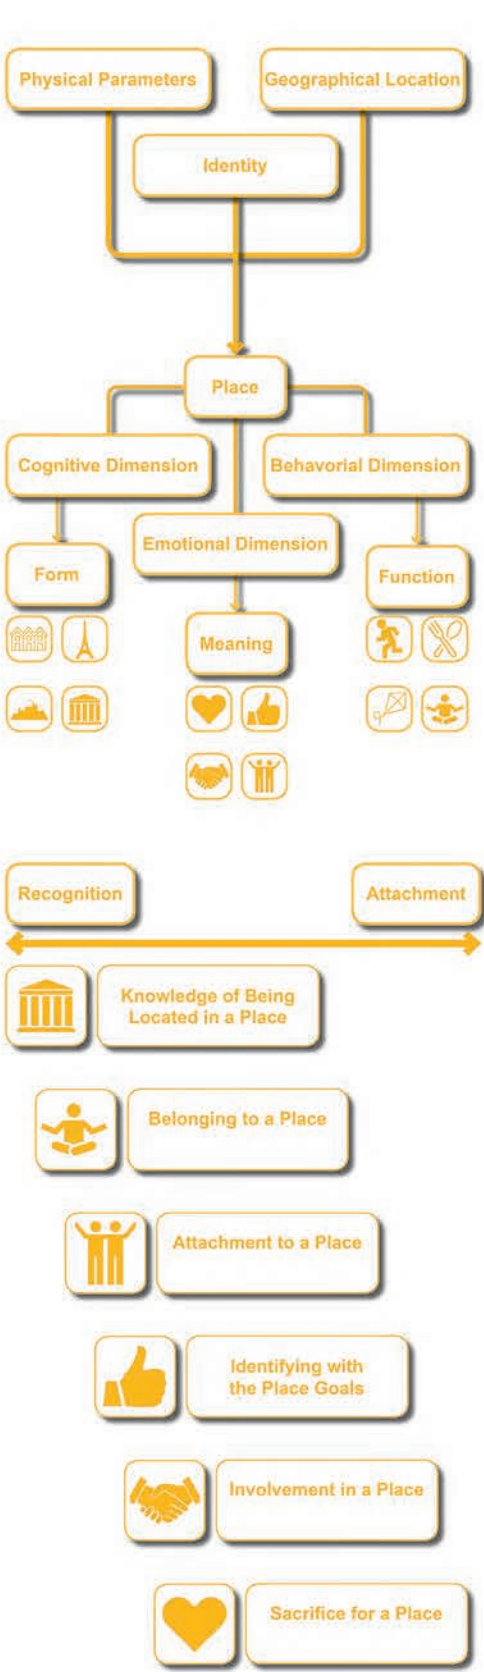 Physical Parameters
Geographical Location
Identity
Place
Cognitive Dimension
Behavorial Dimension
Emotional Dimension
Form
Function
Meaning
Recognition
Attachment
Knowledge of Being
Located in a Place
Belonging to a Place
Attachment to a Place
Identifying with
the Place Goals
Involvement in a Place
Sacrifice for a Place